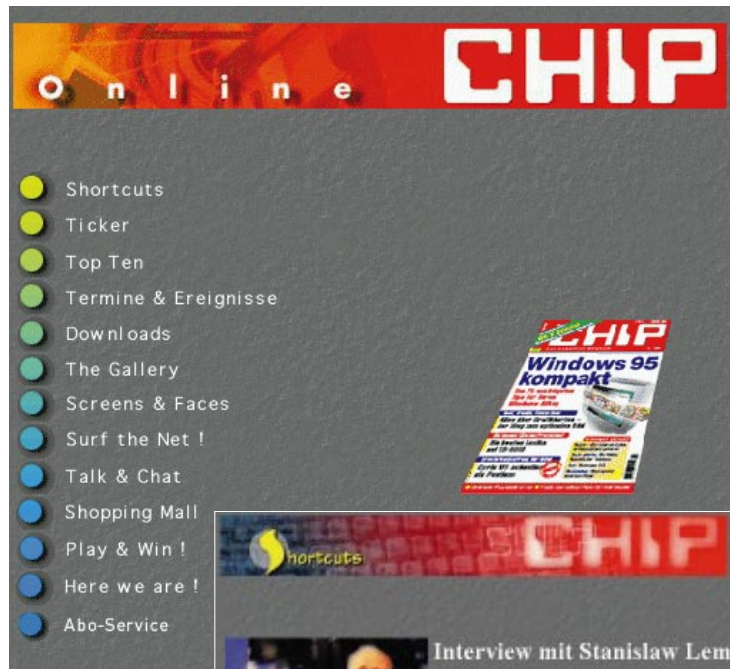 Online CHIP
Shortcuts
Ticker
Top Ten
Termine & Ereignisse
Downloads
The Gallery
Screens & Faces
Surf the Net !
Talk & Chat
Shopping Mall
Play & Win !
Here we are !
Abo-Service
CHIP
Windows 95
kompakt
Shortcuts CHIP
Interview mit Stanislaw Lem